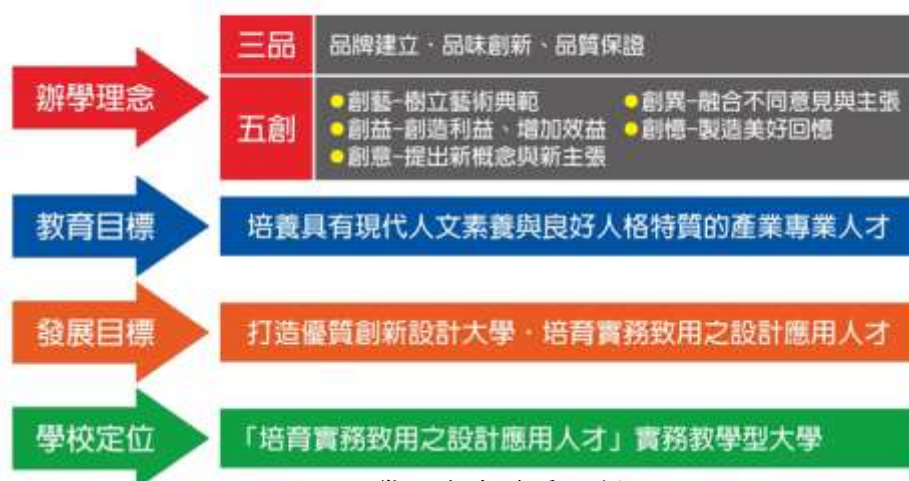 辦學理念
三品
品牌建立．品味創新、品質保證
五創
●創藝-樹立藝術典範
●創異-融合不同意見與主張
●創益-創造利益、增加效益
●創憶-製造美好回憶
●創意-提出新概念與新主張
教育目標
培養具有現代人文素養與良好人格特質的產業專業人才
發展目標
打造優質創新設計大學．培育實務致用之設計應用人才
學校定位
「培育實務致用之設計應用人才」實務教學型大學